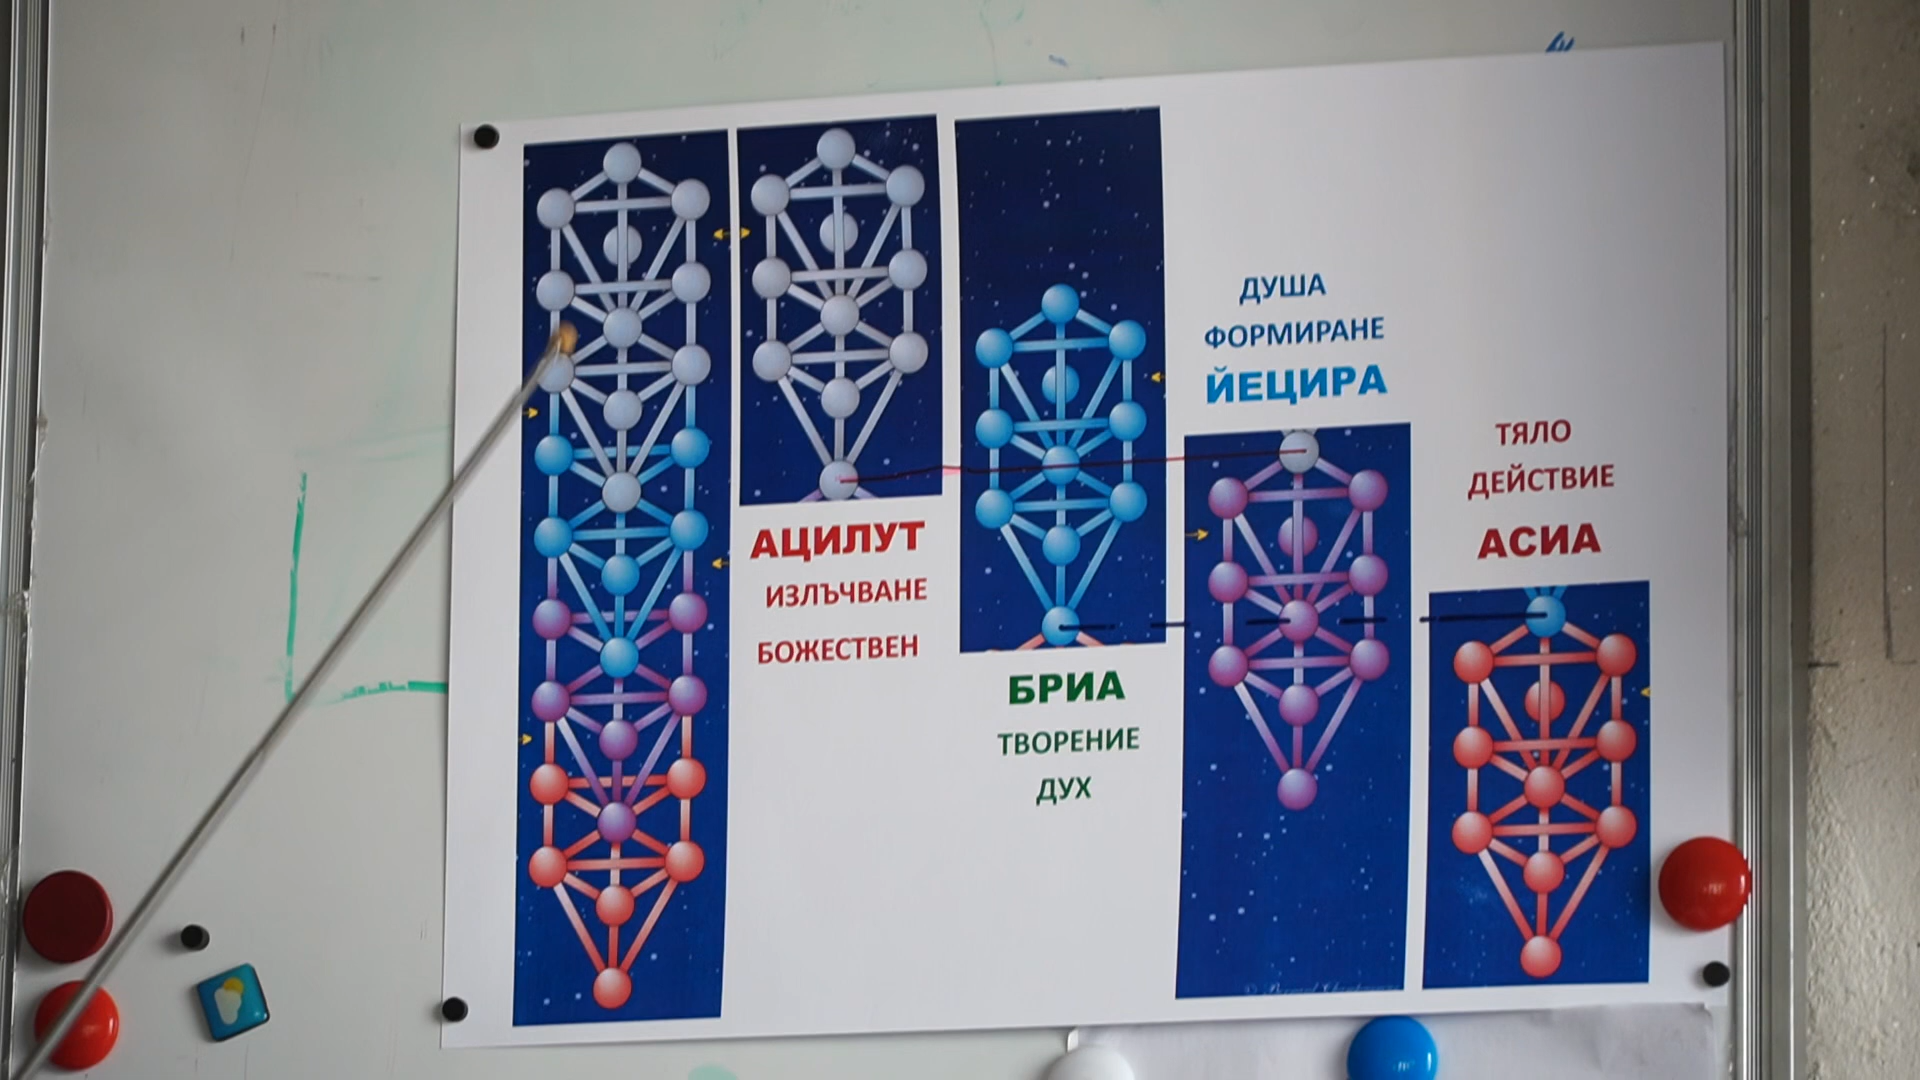 АЦИЛУТ
ИЗЛЪЧВАНЕ
БОЖЕСТВЕН
БРИА
ТВОРЕНИЕ
ДУХ
ДУША
ФОРМИРАНЕ
ЙЕЦИРА
ТЯЛО
ДЕЙСТВИЕ
АСИА